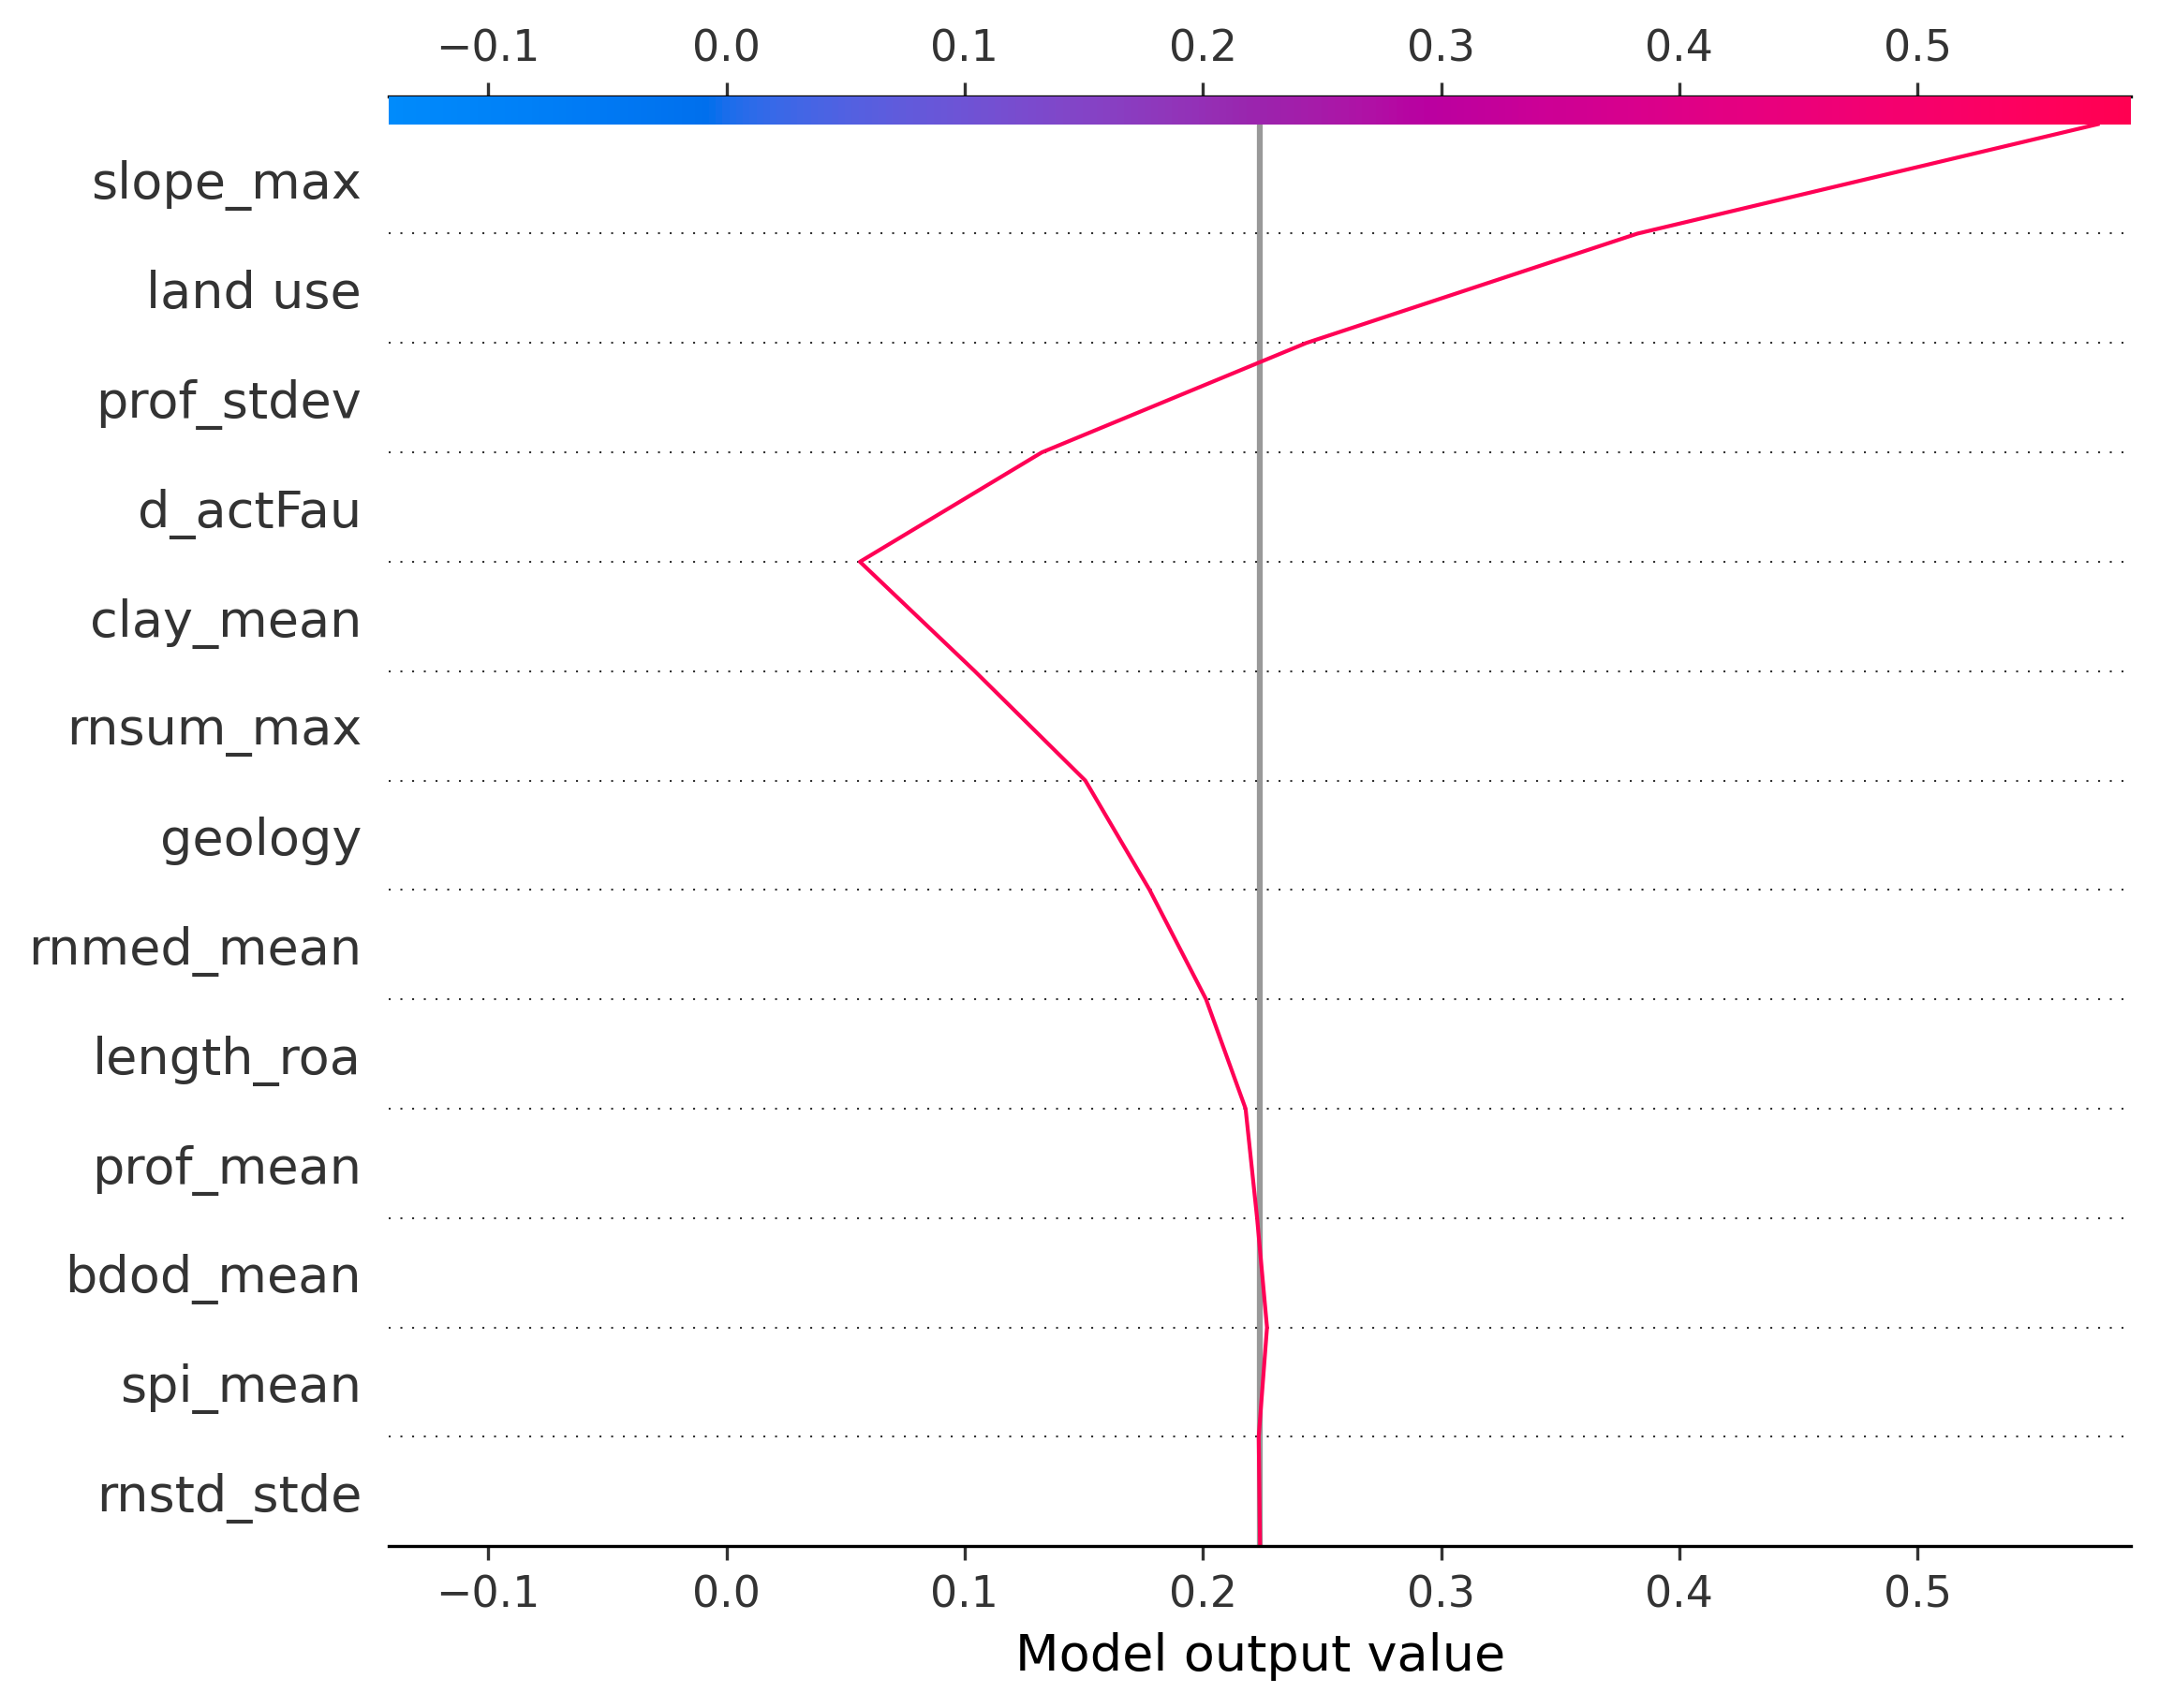 −0.1 0.0 0.1 0.2 0.3 0.4 0.5
slope_max
land use
prof_stdev
d_actFau
clay_mean
rnsum_max
geology
rnmed_mean
length_roa
prof_mean
bdod_mean
spi_mean
rnstd_stde
−0.1 0.0 0.1 0.2 0.3 0.4 0.5
Model output value